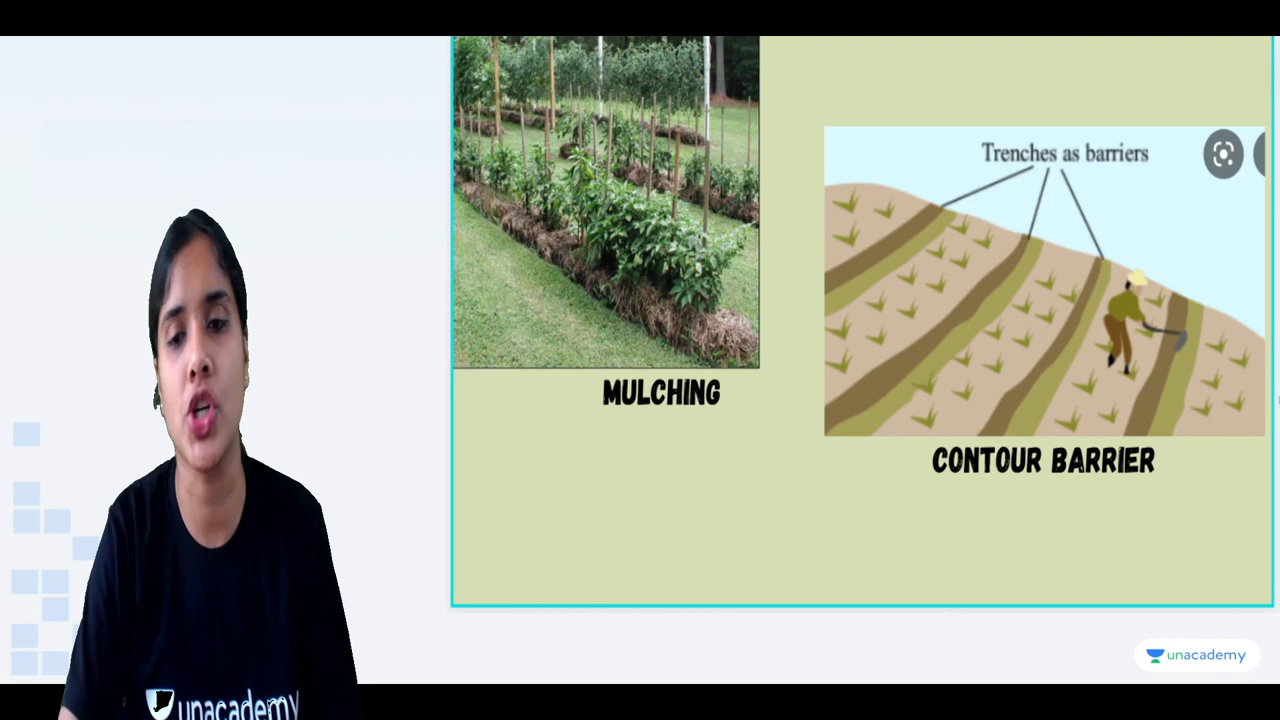 Trenches as barriers
MULCHING
CONTOUR BARRIER
unacademy
unacademy